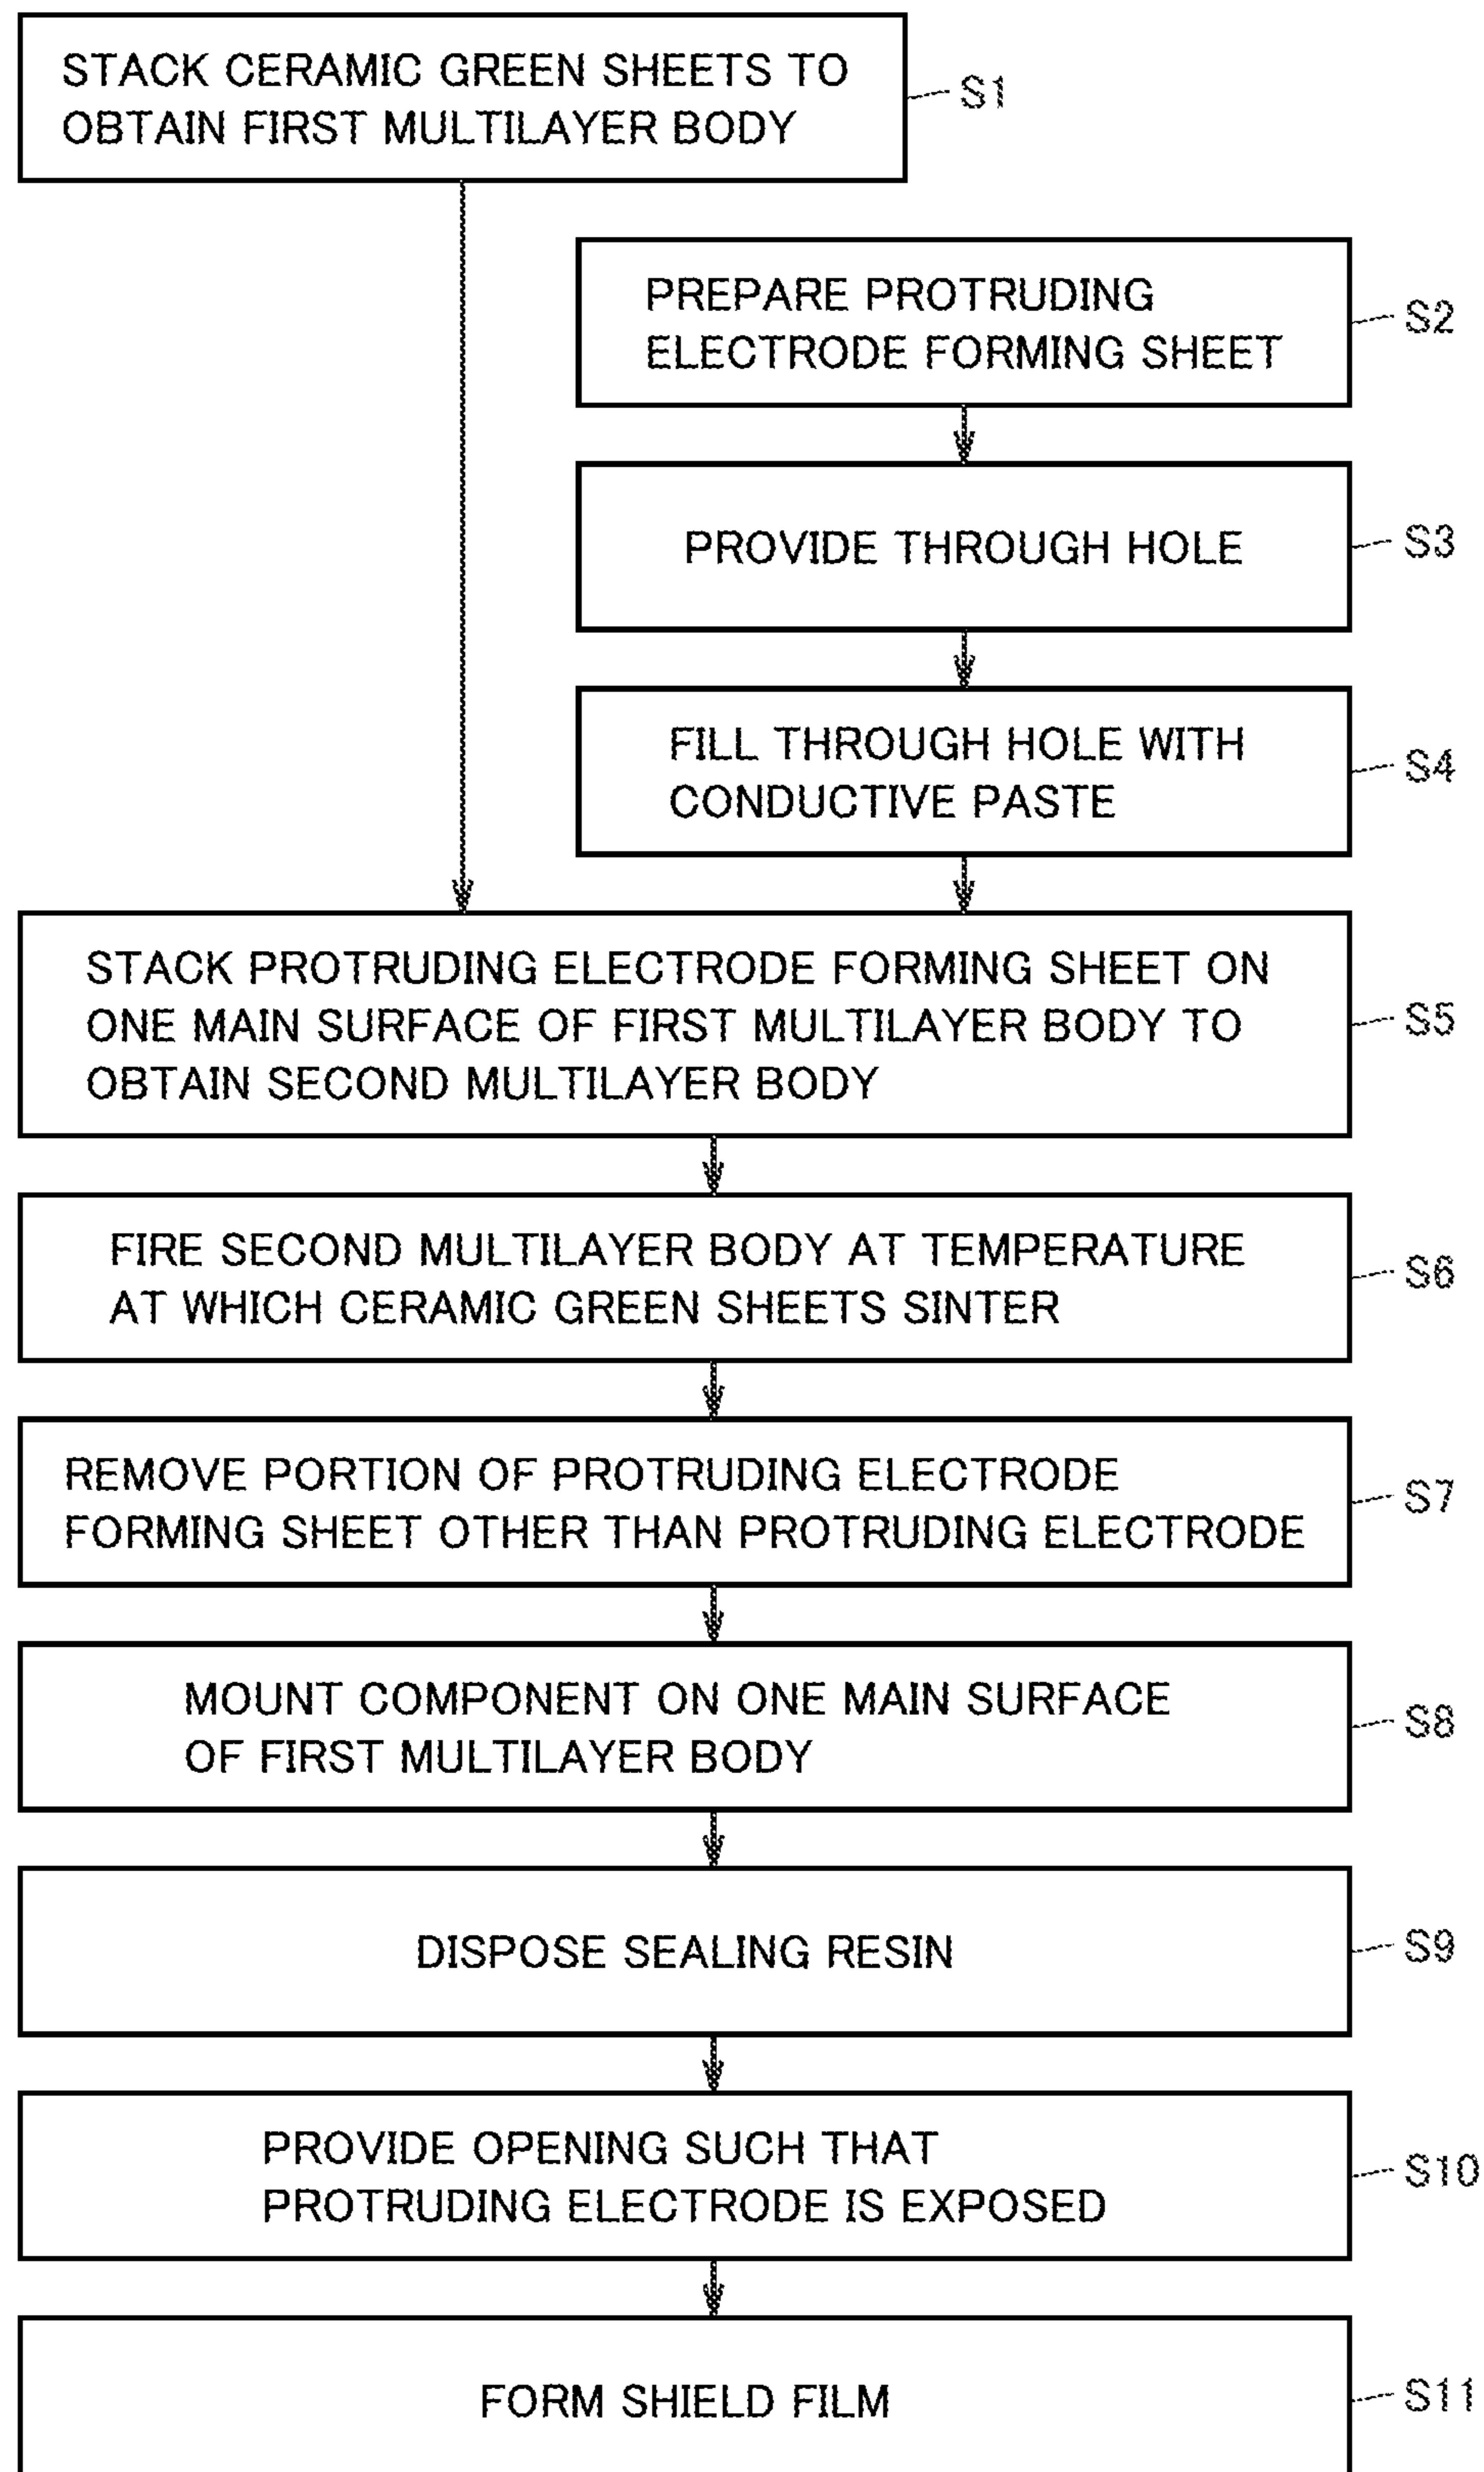 STACK CERAMIC GREEN SHEETS TO
OBTAIN FIRST MULTILAYER BODY
S1
PREPARE PROTRUDING
ELECTRODE FORMING SHEET
S2
PROVIDE THROUGH HOLE
S3
FILL THROUGH HOLE WITH
CONDUCTIVE PASTE
S4
STACK PROTRUDING ELECTRODE FORMING SHEET ON
ONE MAIN SURFACE OF FIRST MULTILAYER BODY TO
OBTAIN SECOND MULTILAYER BODY
S5
FIRE SECOND MULTILAYER BODY AT TEMPERATURE
AT WHICH CERAMIC GREEN SHEETS SINTER
S6
REMOVE PORTION OF PROTRUDING ELECTRODE
FORMING SHEET OTHER THAN PROTRUDING ELECTRODE
S7
MOUNT COMPONENT ON ONE MAIN SURFACE
OF FIRST MULTILAYER BODY
S8
DISPOSE SEALING RESIN
S9
PROVIDE OPENING SUCH THAT
PROTRUDING ELECTRODE IS EXPOSED
S10
FORM SHIELD FILM
S11